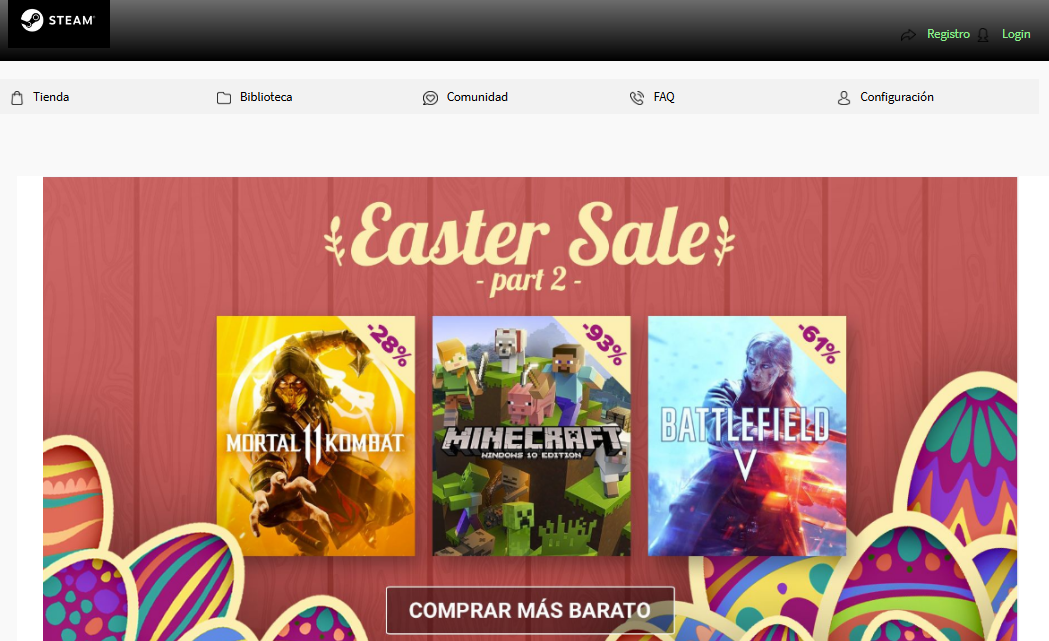 STEAM
Registro
Login
Tienda
Biblioteca
Comunidad
FAQ
Configuración
Easter Sale
- part 2 -
-28%
-93%
-61%
MORTAL 11 KOMBAT
MINECRAFT
WINDOWS 10 EDITION
BATTLEFIELD
V
COMPRAR MÁS BARATO